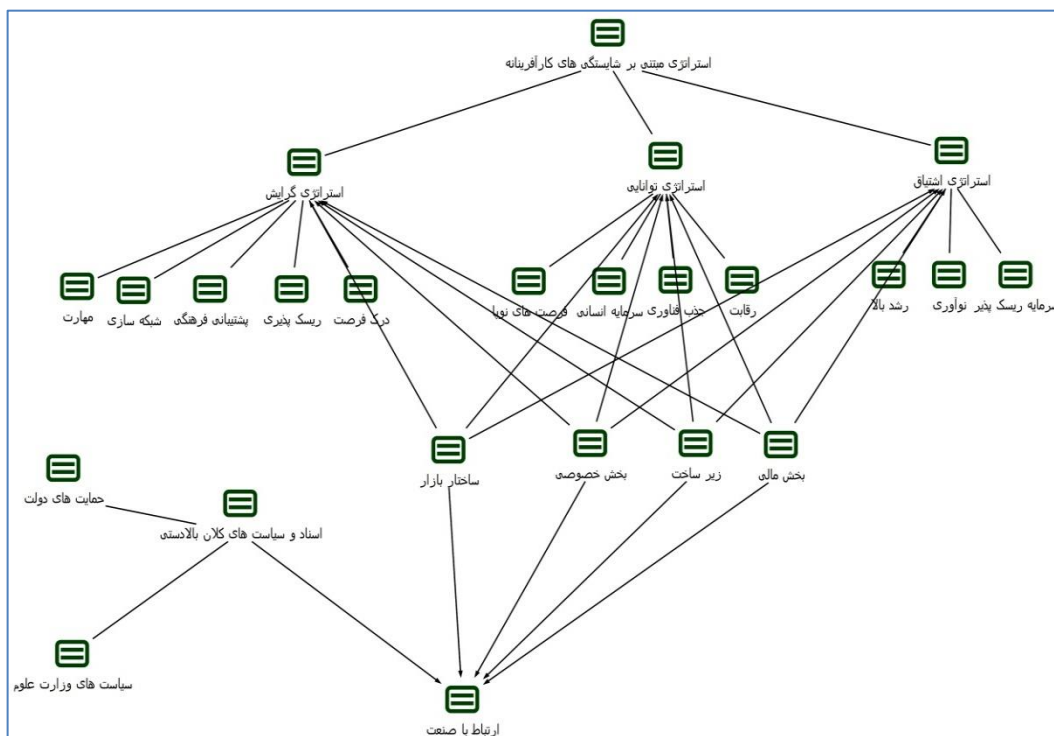 استراتژی مبتنی بر شایستگی های کارآفرینانه
استراتژی اشتیاق
استراتژی توانایی
استراتژی گرایش
سرمایه ریسک پذیر
نوآوری
رشد بالا
رقابت
جذب فناوری
سرمایه انسانی
فرصت های نوپا
درک فرصت
ریسک پذیری
پشتیبانی فرهنگی
شبکه سازی
مهارت
بخش مالی
زیر ساخت
بخش خصوصی
ساختار بازار
حمایت های دولت
اسناد و سیاست های کلان بالادستی
سیاست های وزارت علوم
ارتباط با صنعت